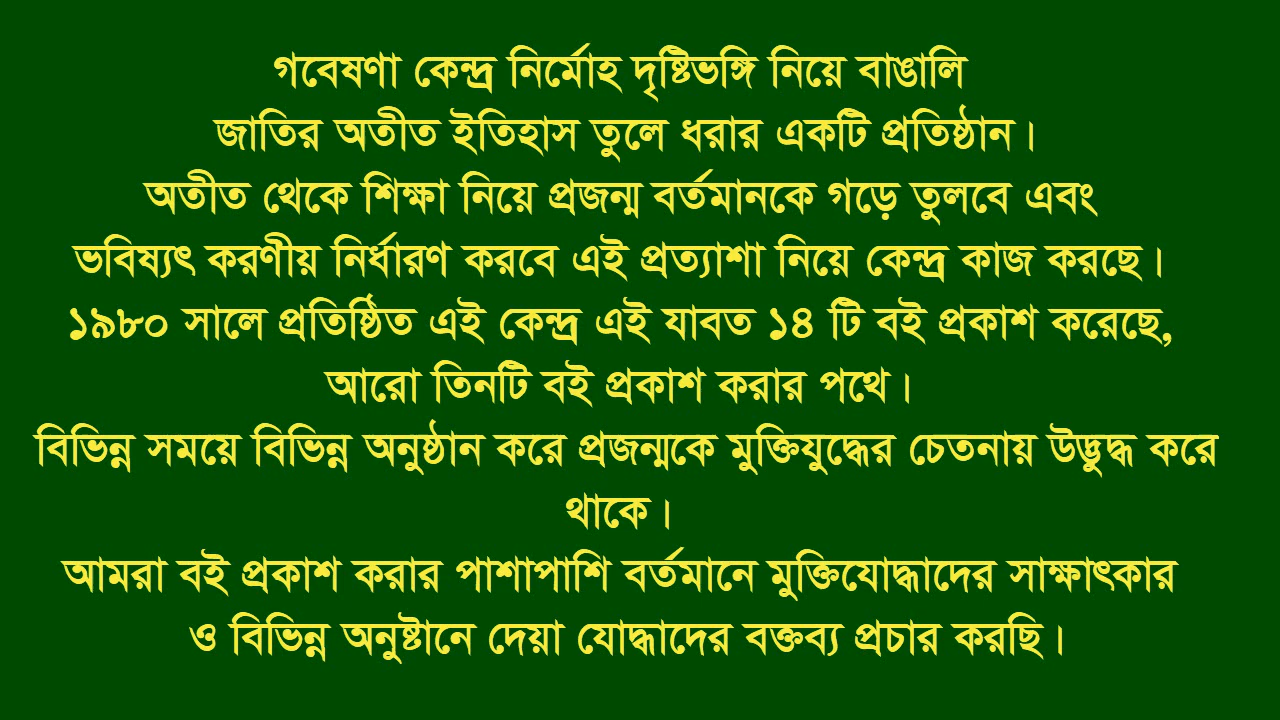 গবেষণা কেন্দ্র নির্মোহ দৃষ্টিভঙ্গি নিয়ে বাঙালি
জাতির অতীত ইতিহাস তুলে ধরার একটি প্রতিষ্ঠান।
অতীত থেকে শিক্ষা নিয়ে প্রজন্ম বর্তমানকে গড়ে তুলবে এবং
ভবিষ্যৎ করণীয় নির্ধারণ করবে এই প্রত্যাশা নিয়ে কেন্দ্র কাজ করছে।
১৯৮০ সালে প্রতিষ্ঠিত এই কেন্দ্র এই যাবত ১৪ টি বই প্রকাশ করেছে,
আরো তিনটি বই প্রকাশ করার পথে।
বিভিন্ন সময়ে বিভিন্ন অনুষ্ঠান করে প্রজন্মকে মুক্তিযুদ্ধের চেতনায় উদ্ভুদ্ধ করে
থাকে।
আমরা বই প্রকাশ করার পাশাপাশি বর্তমানে মুক্তিযোদ্ধাদের সাক্ষাৎকার
ও বিভিন্ন অনুষ্টানে দেয়া যোদ্ধাদের বক্তব্য প্রচার করছি।